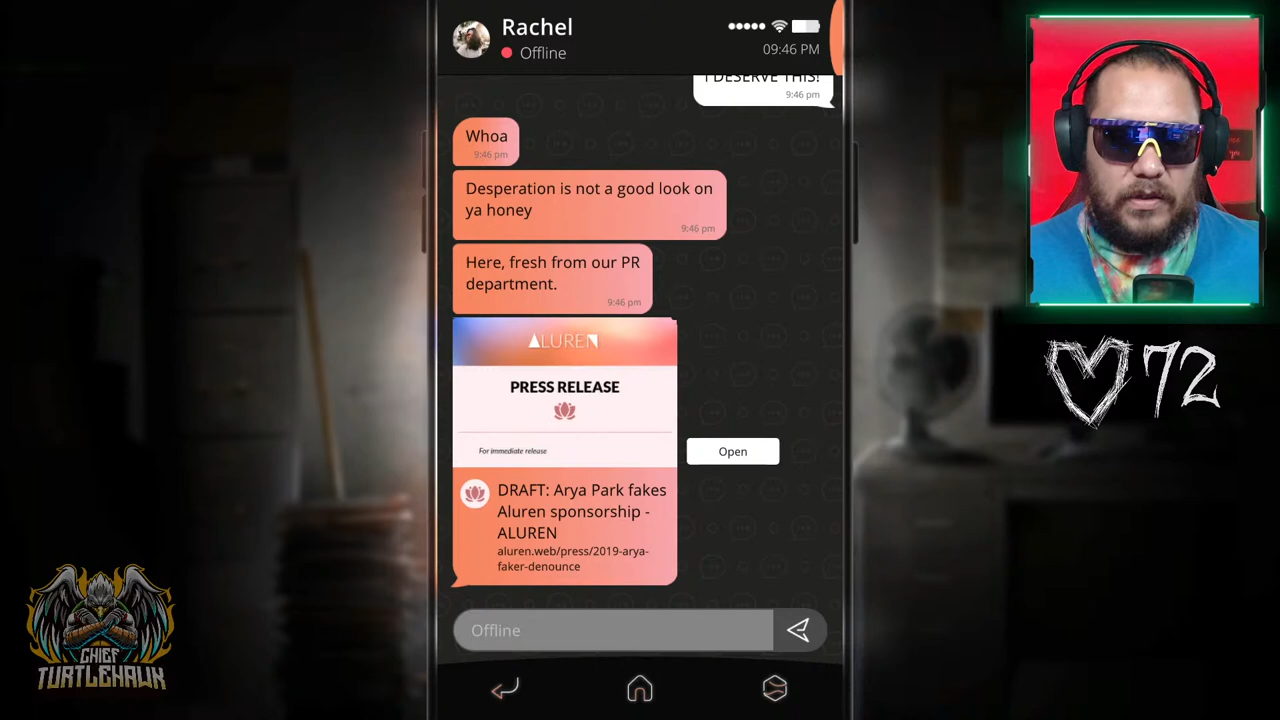 Rachel
Offline
09:46 PM
I DESERVE THIS!
9:46 pm
Whoa
9:46 pm
Desperation is not a good look on
ya honey
9:46 pm
Here, fresh from our PR
department.
9:46 pm
ALUREN
PRESS RELEASE
For immediate release
Open
DRAFT: Arya Park fakes
Aluren sponsorship -
ALUREN
aluren.web/press/2019-arya-
faker-denounce
Offline
72
CHIEF
TURTLEHAWK